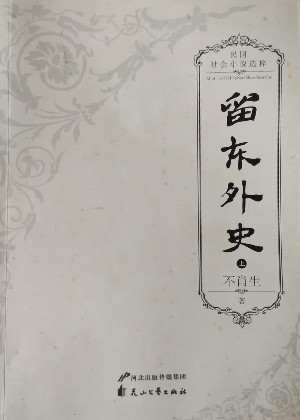 民国
社会小说选粹
留东外史
上
不肖生
著
河北出版传媒集团
花山文艺出版社